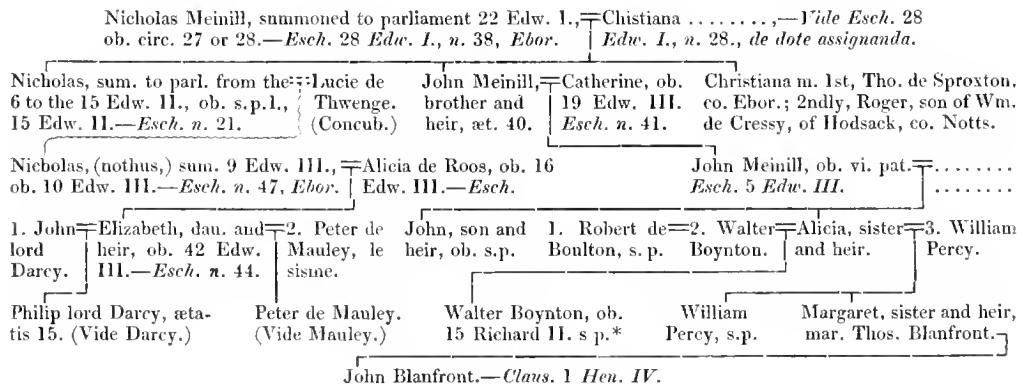 Nicholas Meinill, summoned to parliament 22 Edw. I., Chistiana ........,—Vide Esch. 28
ob. circ. 27 or 28.—Esch. 28 Edw. I., n. 38, Ebor. Edw. I., n. 28., de dote assignanda.
Nicholas, sum. to parl. from the Lucie de John Meinill, Catherine, ob. Christiana m. 1st, Tho. de Sproxton,
6 to the 15 Edw. II., ob. s.p.l., Thwenge. brother and 19 Edw. III. co. Ebor.; 2ndly, Roger, son of Wm.
15 Edw. II.—Esch. n. 21. (Concub.) heir, æt. 40. Esch. n. 41. de Cressy, of Hodsack, co. Notts.
Nicholas, (nothus,) sum. 9 Edw. III., Alicia de Roos, ob. 16 John Meinill, ob. vi. pat. ........
ob. 10 Edw. III.—Esch. n. 47, Ebor. Edw. III.—Esch. Esch. 5 Edw. III. ........
1. John Elizabeth, dau. and 2. Peter de John, son and 1. Robert de 2. Walter Alicia, sister 3. William
lord heir, ob. 42 Edw. Mauley, le heir, ob. s.p. Boulton, s. p. Boynton. and heir. Percy.
Darcy. III.—Esch. n. 44. sisme.
Philip lord Darcy, æta- Peter de Mauley. Walter Boynton, ob. William Margaret, sister and heir,
tis 15. (Vide Darcy.) (Vide Mauley.) 15 Richard II. s p.* Percy, s.p. mar. Thos. Blanfront.
John Blanfront.—Claus. 1 Hen. IV.